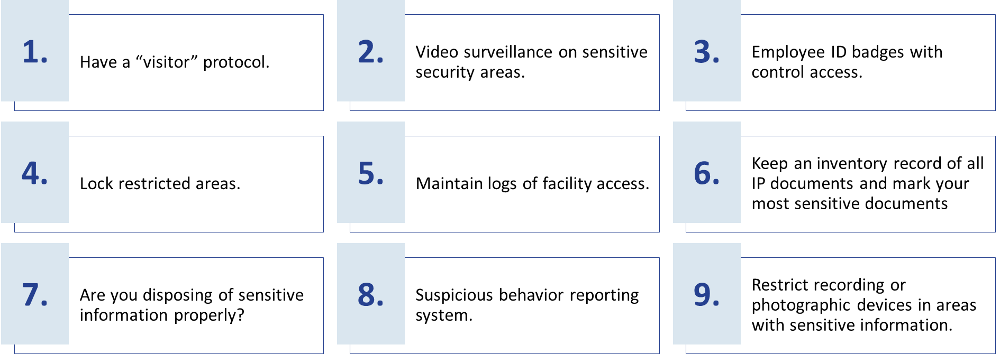 1.
Have a “visitor” protocol.
2.
Video surveillance on sensitive
security areas.
3.
Employee ID badges with
control access.
4.
Lock restricted areas.
5.
Maintain logs of facility access.
6.
Keep an inventory record of all
IP documents and mark your
most sensitive documents
7.
Are you disposing of sensitive
information properly?
8.
Suspicious behavior reporting
system.
9.
Restrict recording or
photographic devices in areas
with sensitive information.